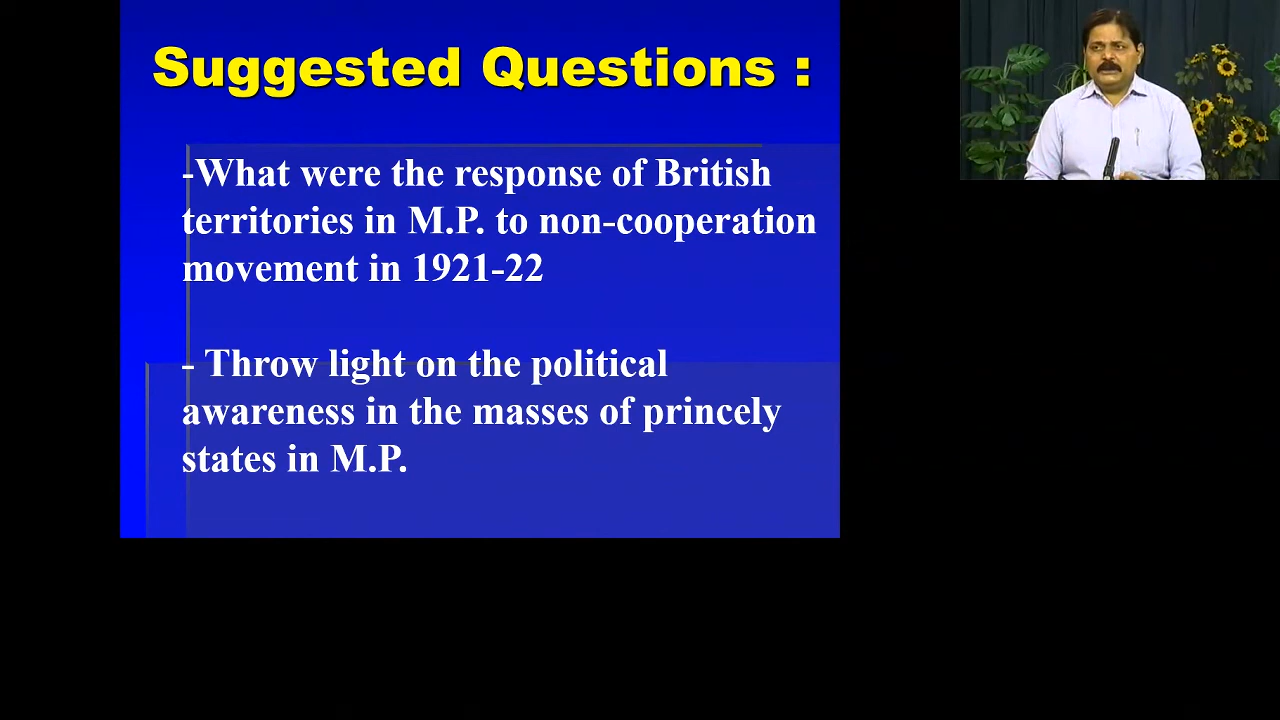 Suggested Questions :
-What were the response of British
territories in M.P. to non-cooperation
movement in 1921-22
- Throw light on the political
awareness in the masses of princely
states in M.P.